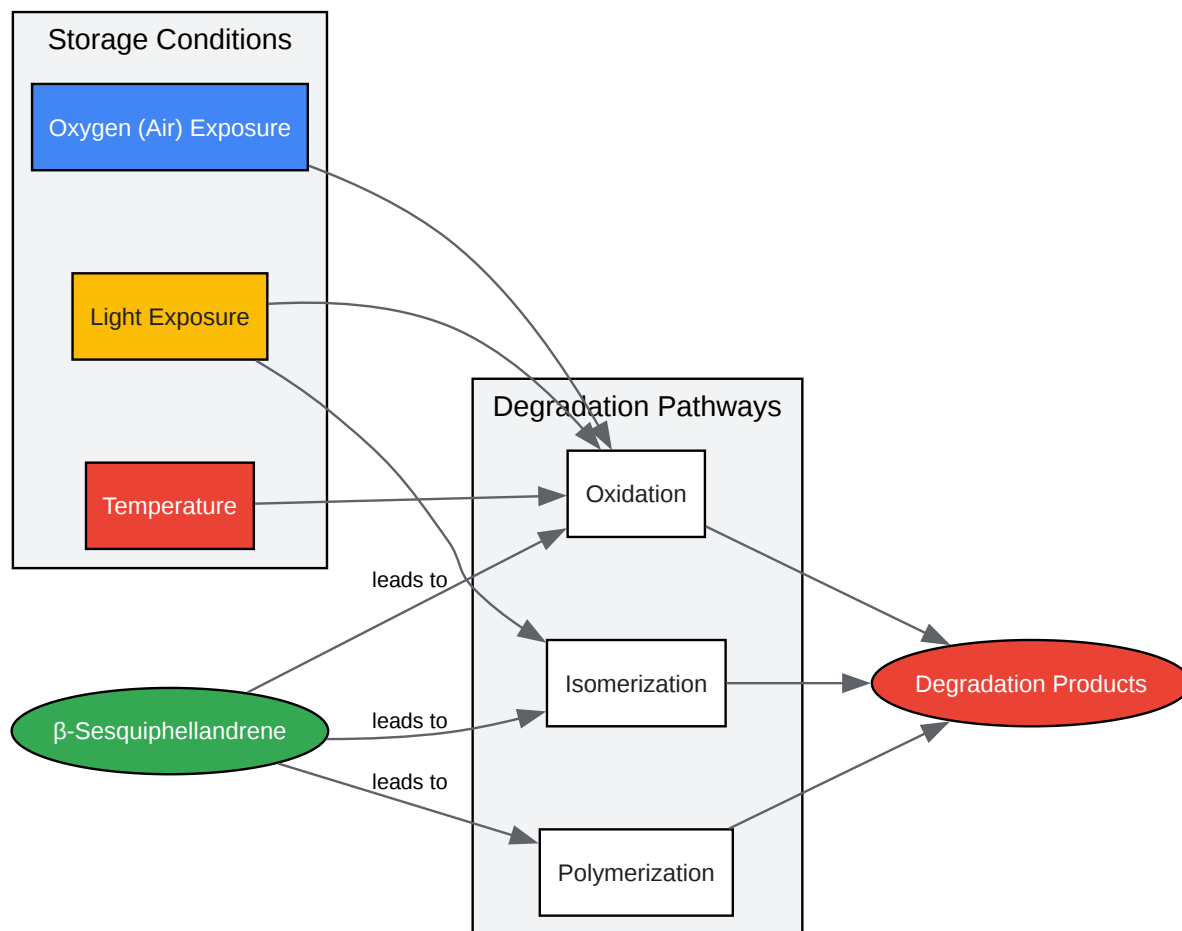 Storage Conditions
Oxygen (Air) Exposure
Light Exposure
Temperature
Degradation Pathways
Oxidation
leads to
Isomerization
Degradation Products
β-Sesquiphellandrene
leads to
leads to
Polymerization